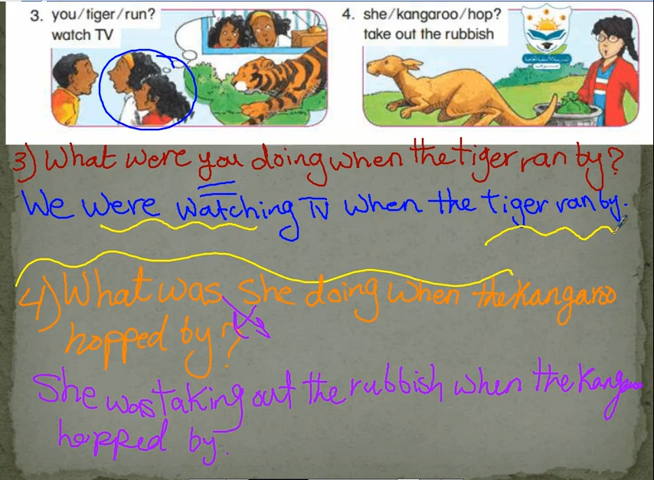 3. you/tiger/run?
watch TV
4. she/kangaroo/hop?
take out the rubbish
3) What were you doing when the tiger ran by?
We were watching TV when the tiger ran by.
4) What was she doing when the kangaroo
hopped by?
She was taking out the rubbish when the kangaroo
hopped by.